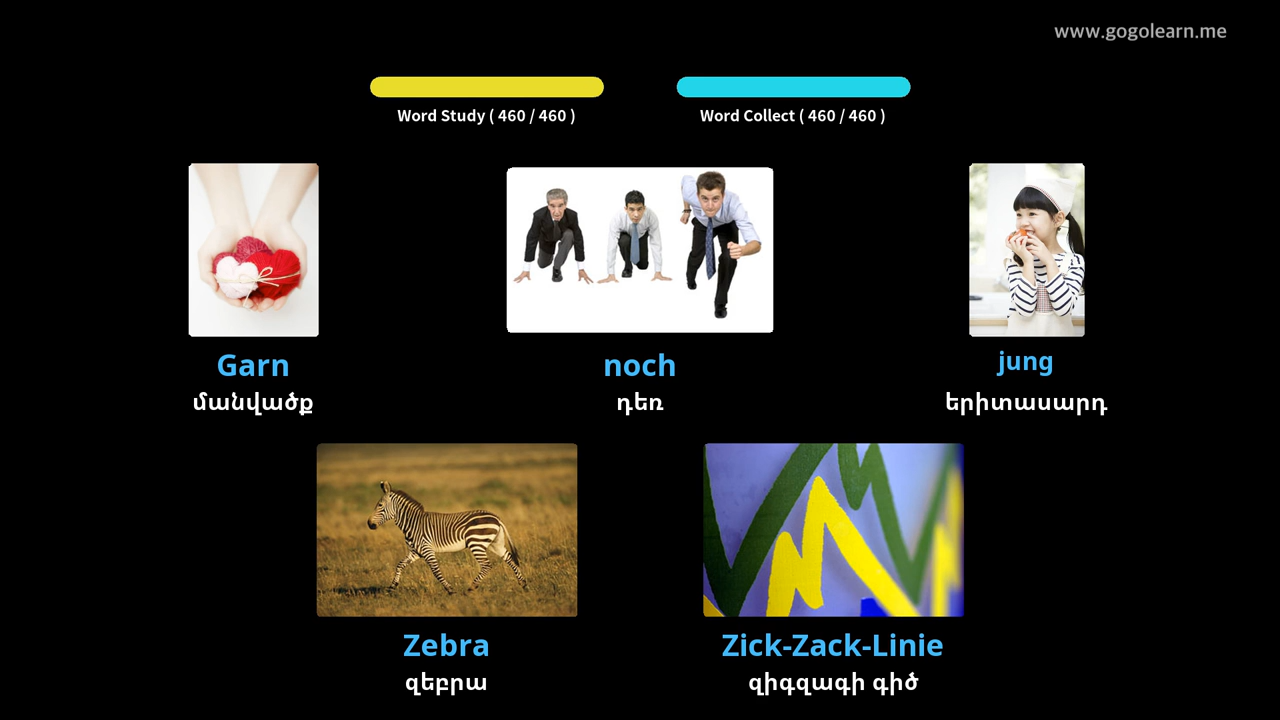 www.gogolearn.me
Word Study ( 460 / 460 )
Word Collect ( 460 / 460 )
Garn
մանվածք
noch
դեռ
jung
երիտասարդ
Zebra
զեբրա
Zick-Zack-Linie
զիգզագի գիծ